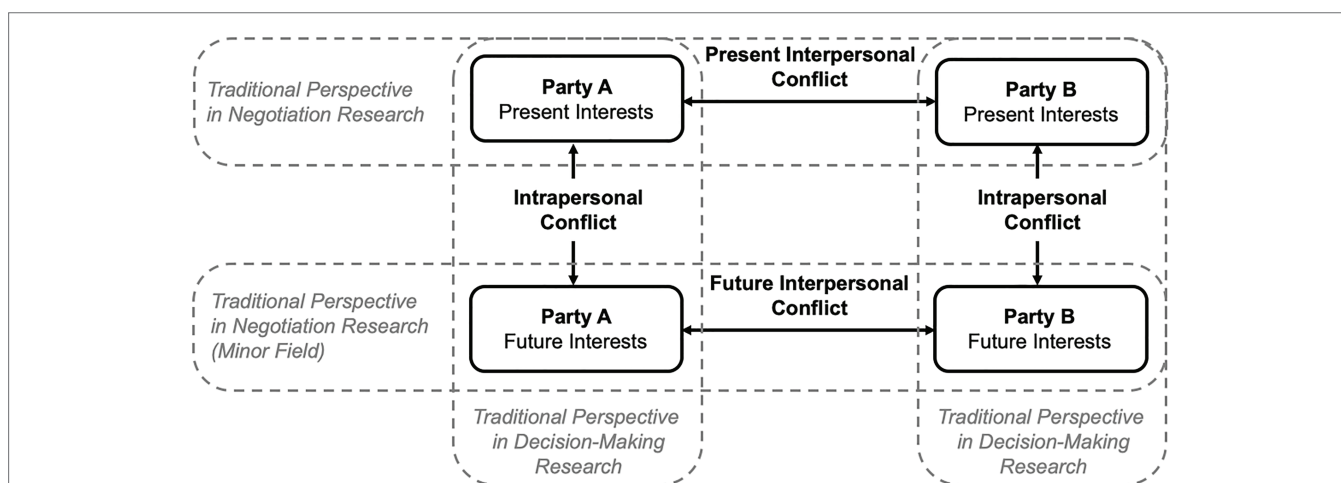 Traditional Perspective
in Negotiation Research
Party A
Present Interests
Present Interpersonal
Conflict
Party B
Present Interests
Intrapersonal
Conflict
Intrapersonal
Conflict
Traditional Perspective
in Negotiation Research
(Minor Field)
Party A
Future Interests
Future Interpersonal
Conflict
Party B
Future Interests
Traditional Perspective
in Decision-Making
Research
Traditional Perspective
in Decision-Making
Research